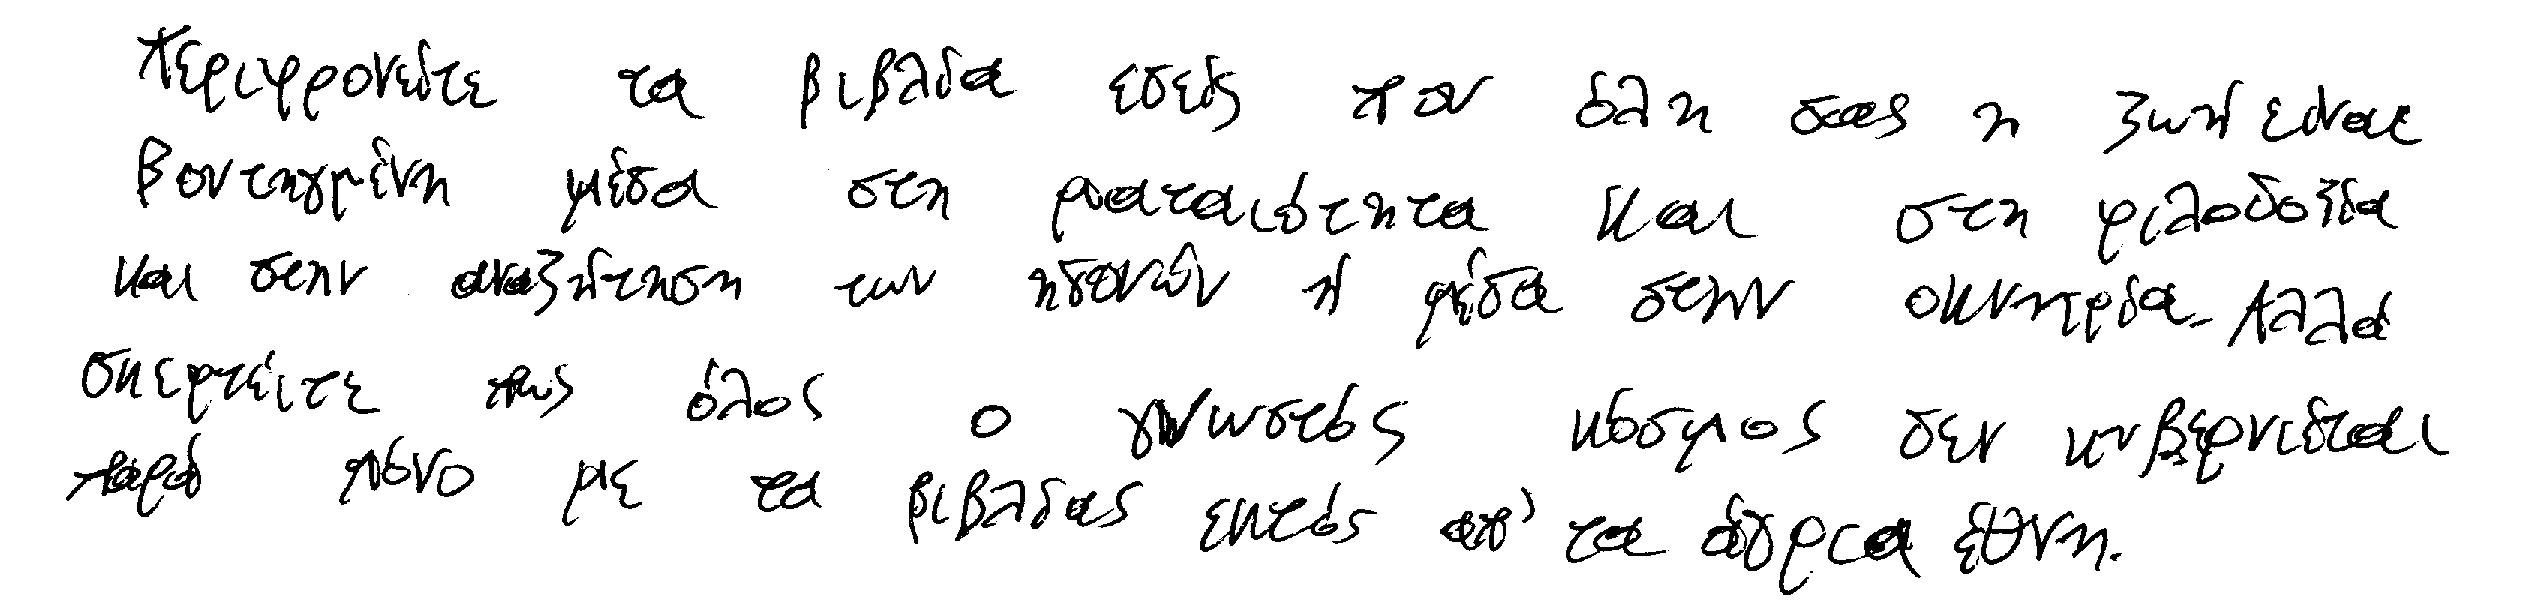 περιφρονείτε τα βιβλία εσείς που όλη σας η ζωή είναι
βουτηγμένη μέσα στη ματαιότητα και στη φιλοδοξία
και στην αναζήτηση των ηδονών ή μέσα στην οκνηρία. Αλλά
σκεφτείτε πως όλος ο γνωστός κόσμος δεν κυβερνιέται
παρά μόνο με τα βιβλίας εκτός απ' τα άγρια έθνη.